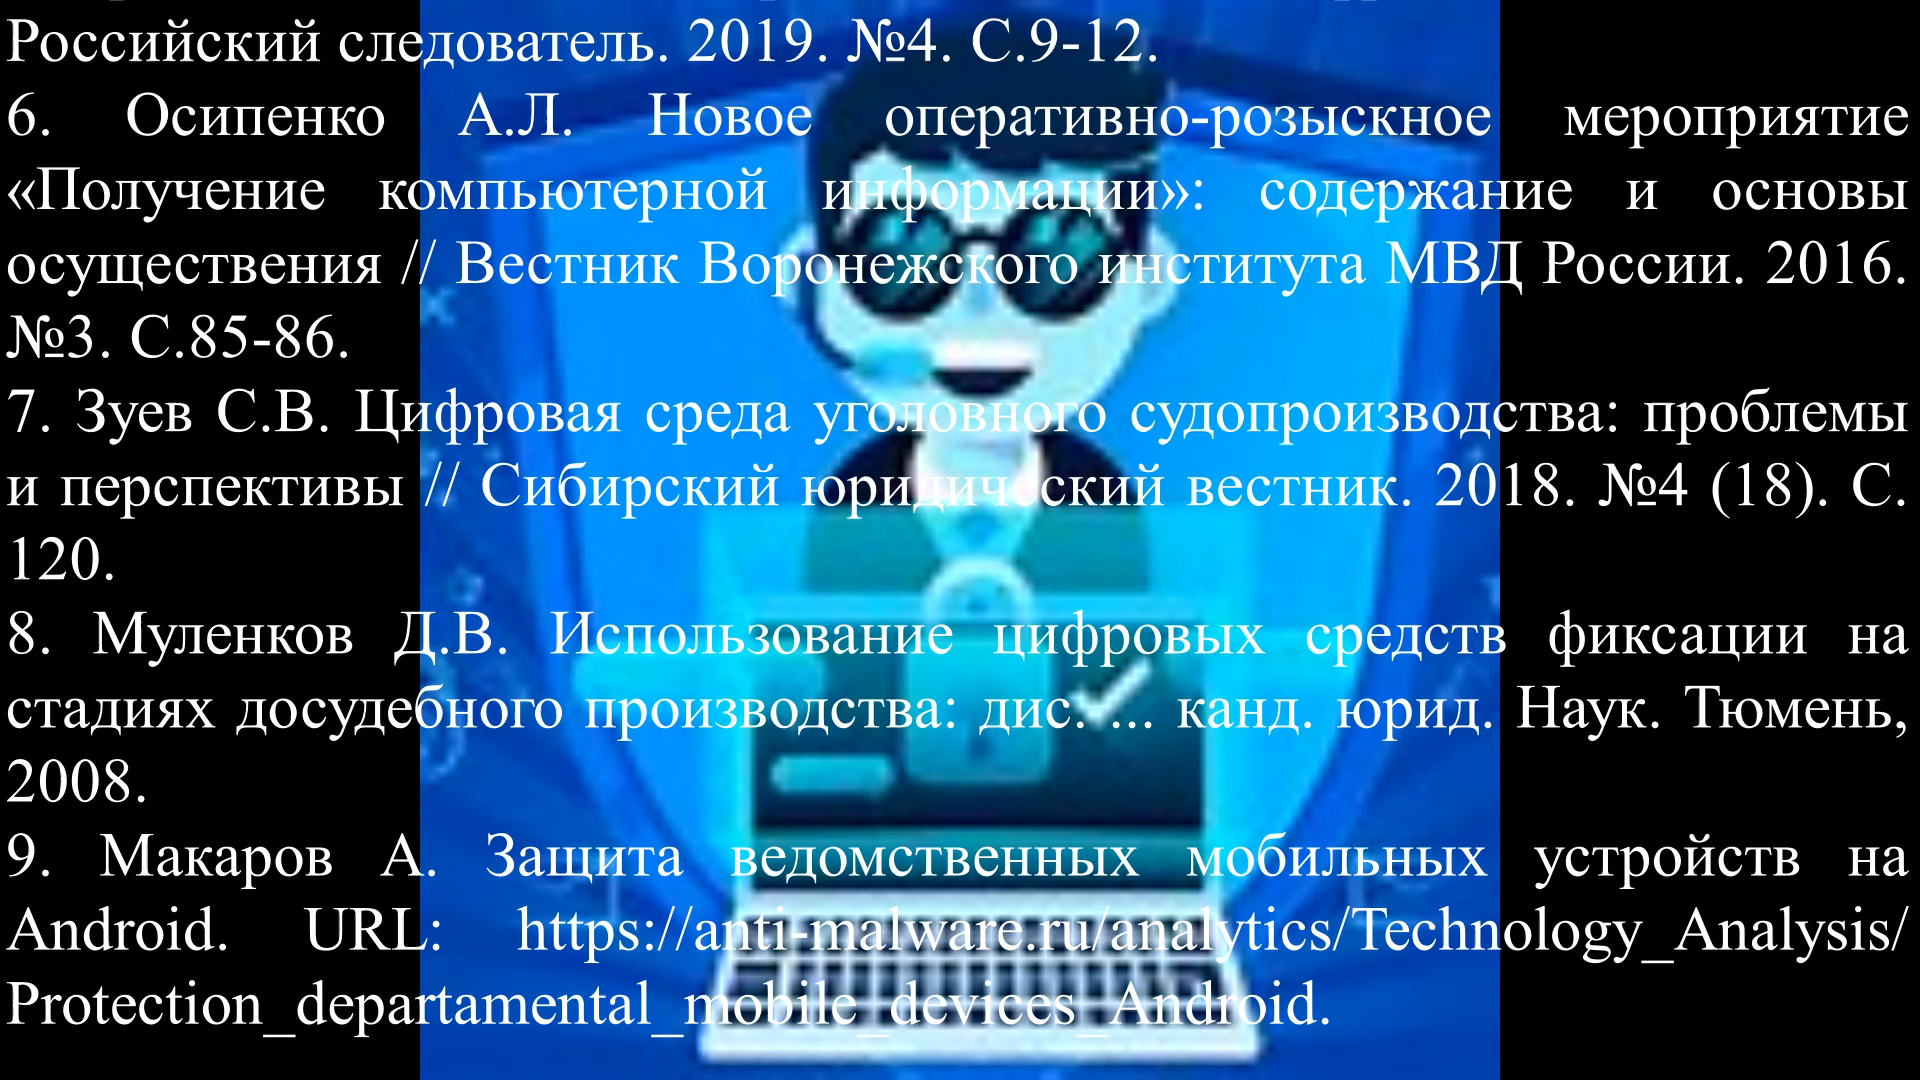 Российский следователь. 2019. №4. С.9-12.
6. Осипенко А.Л. Новое оперативно-розыскное мероприятие
«Получение компьютерной информации»: содержание и основы
осуществения // Вестник Воронежского института МВД России. 2016.
№3. С.85-86.
7. Зуев С.В. Цифровая среда уголовного судопроизводства: проблемы
и перспективы // Сибирский юридический вестник. 2018. №4 (18). С.
120.
8. Муленков Д.В. Использование цифровых средств фиксации на
стадиях досудебного производства: дис. ... канд. юрид. Наук. Тюмень,
2008.
9. Макаров А. Защита ведомственных мобильных устройств на
Android. URL: https://anti-malware.ru/analytics/Technology_Analysis/
Protection_departamental_mobile_devices_Android.